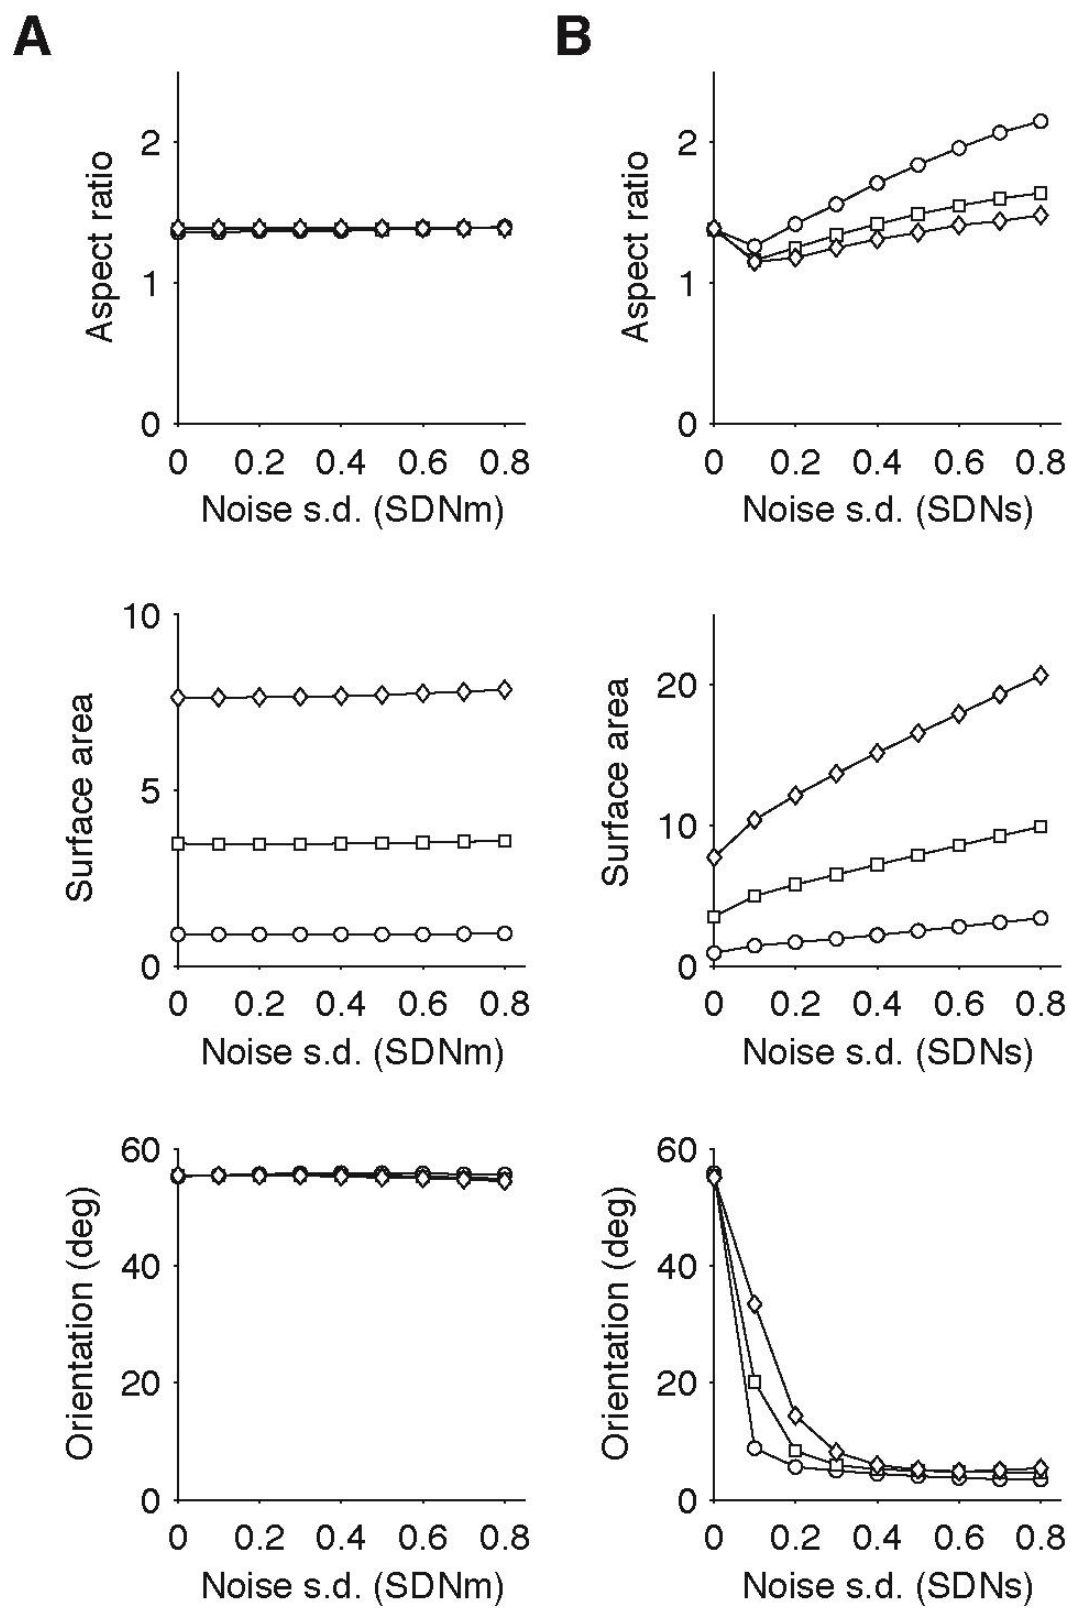 A
B
Aspect ratio
2
1
0
0 0.2 0.4 0.6 0.8
Noise s.d. (SDNm)
Aspect ratio
2
1
0
0 0.2 0.4 0.6 0.8
Noise s.d. (SDNs)
Surface area
10
5
0
0 0.2 0.4 0.6 0.8
Noise s.d. (SDNm)
Surface area
20
10
0
0 0.2 0.4 0.6 0.8
Noise s.d. (SDNs)
Orientation (deg)
60
40
20
0
0 0.2 0.4 0.6 0.8
Noise s.d. (SDNm)
Orientation (deg)
60
40
20
0
0 0.2 0.4 0.6 0.8
Noise s.d. (SDNs)